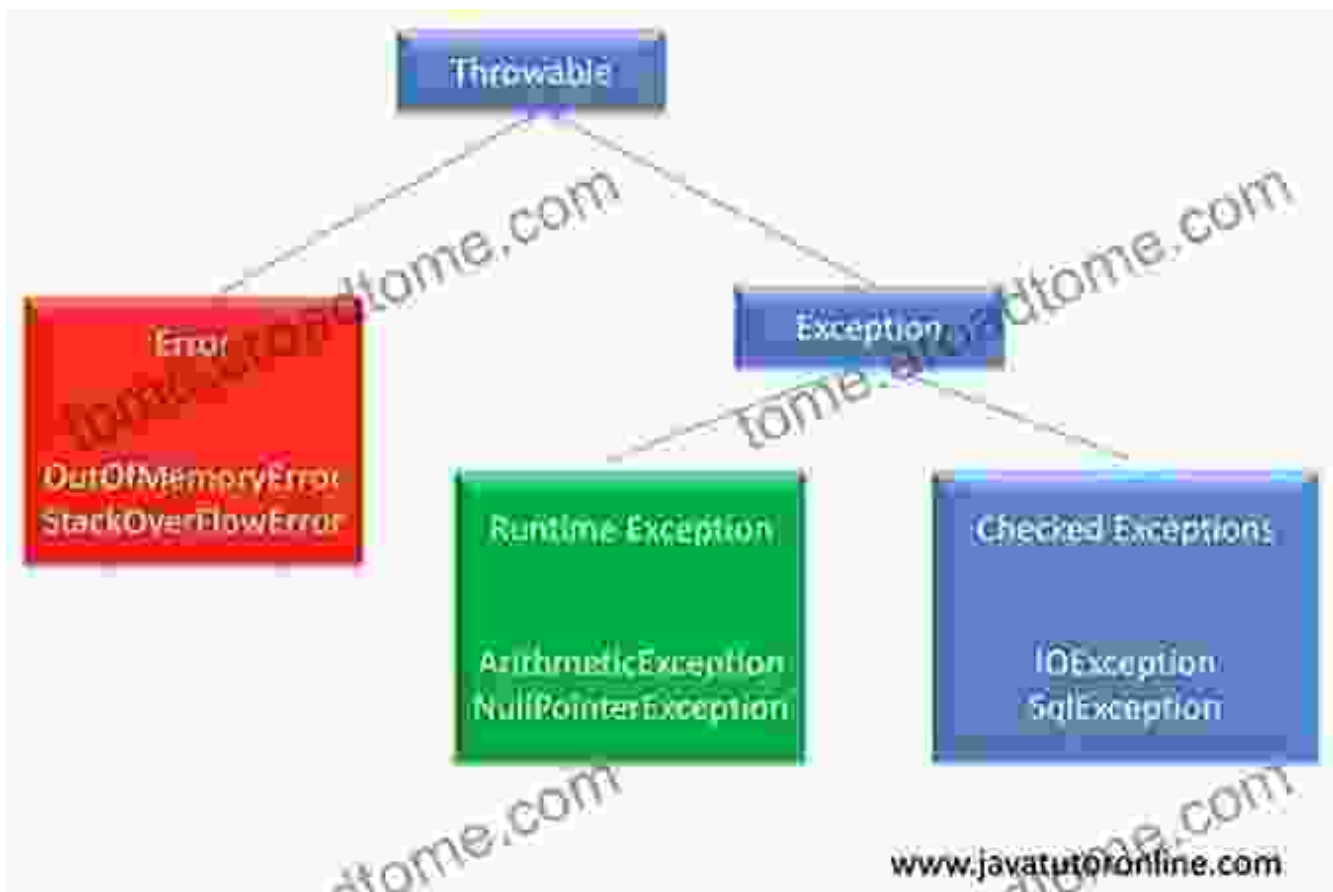 Throwable
Error
OutOfMemoryError
StackOverFlowError
Exception
Runtime Exception
ArithmeticException
NullPointerException
Checked Exceptions
IOException
SqlException
www.javatutoronline.com